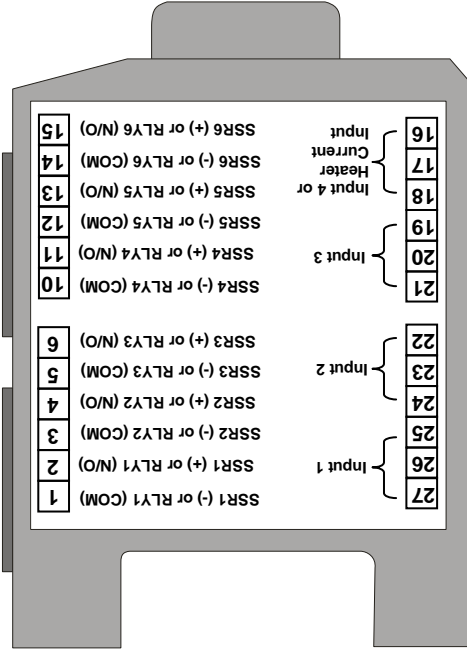 27 SSR1 (-) or RLY1 (COM) 1
26 Input 1 SSR1 (+) or RLY1 (N/O) 2
25 SSR2 (-) or RLY2 (COM) 3
24 SSR2 (+) or RLY2 (N/O) 4
23 Input 2 SSR3 (-) or RLY3 (COM) 5
22 SSR3 (+) or RLY3 (N/O) 6
21 SSR4 (-) or RLY4 (COM) 10
20 Input 3 SSR4 (+) or RLY4 (N/O) 11
19 SSR5 (-) or RLY5 (COM) 12
18 Input 4 or SSR5 (+) or RLY5 (N/O) 13
Heater
17 Current SSR6 (-) or RLY6 (COM) 14
16 Input SSR6 (+) or RLY6 (N/O) 15